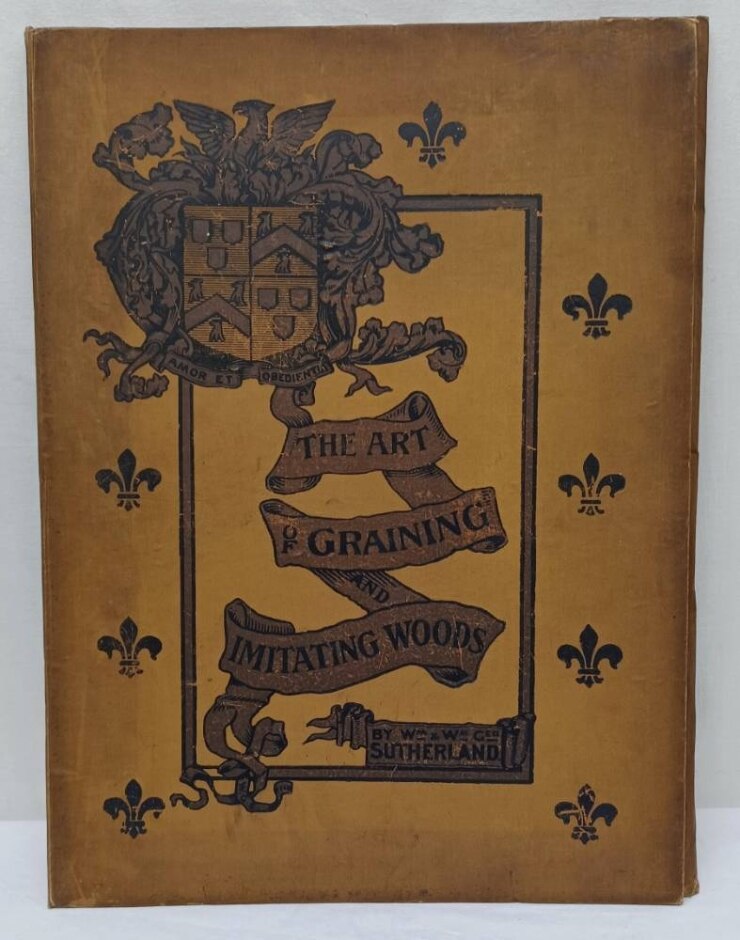 AMOR ET OBEDIENTIA
THE ART
OF GRAINING
AND
IMITATING WOODS
BY WM & WM GEO
SUTHERLAND